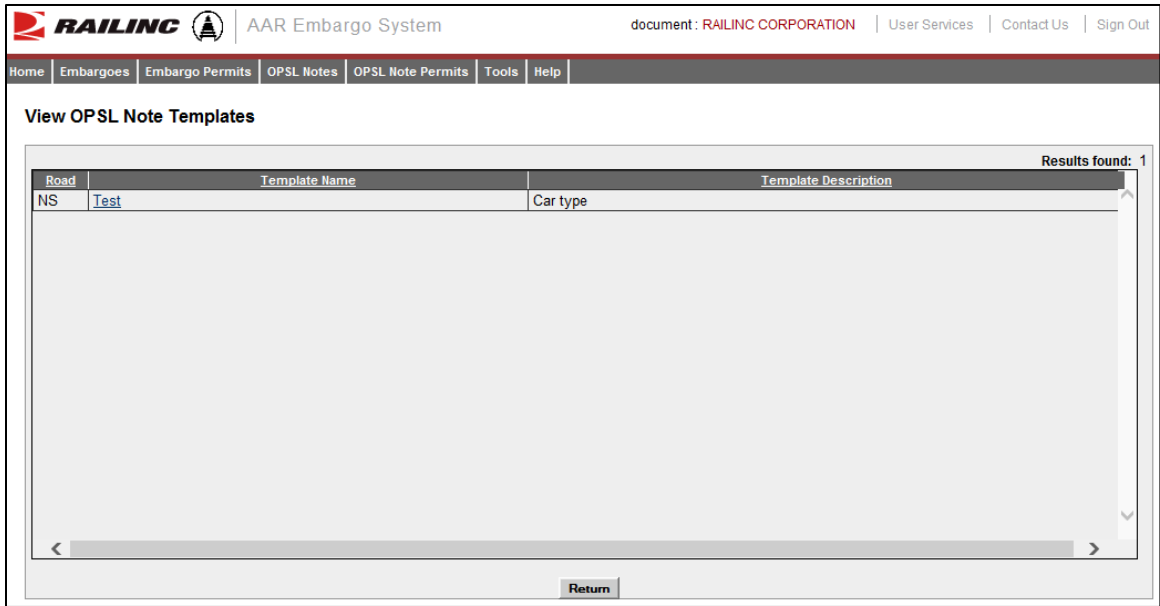 RAILINC AAR Embargo System document : RAILINC CORPORATION User Services Contact Us Sign Out
Home Embargoes Embargo Permits OPSL Notes OPSL Note Permits Tools Help
View OPSL Note Templates
Results found: 1
Road Template Name Template Description
NS Test Car type
Return